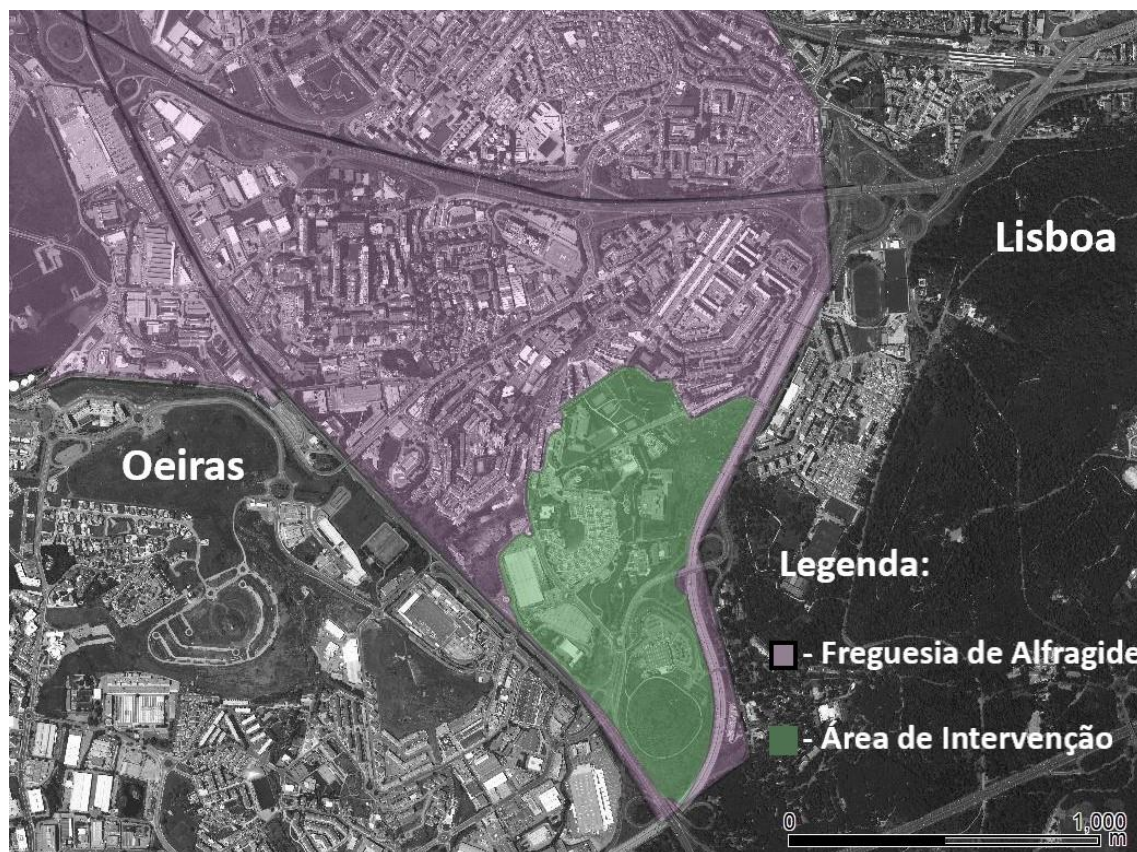 Lisboa
Oeiras
Legenda:
- Freguesia de Alfragide
- Área de Intervenção
0 1,000
m